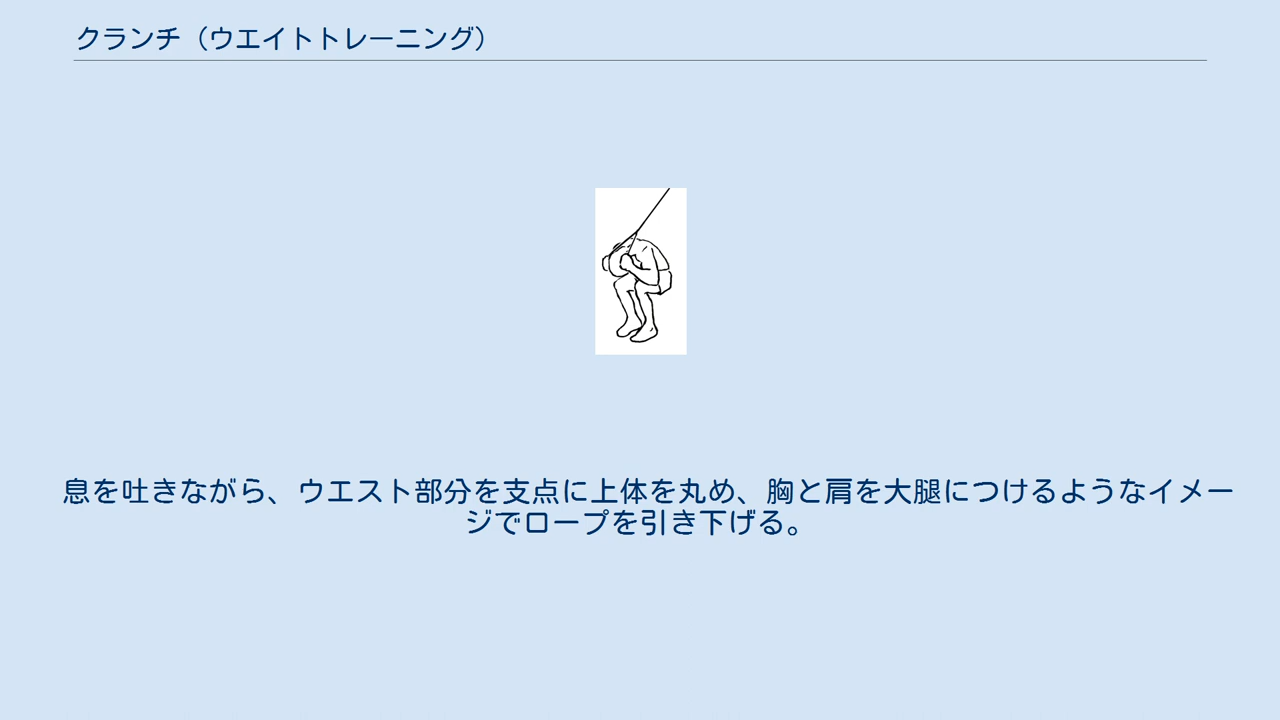 クランチ（ウエイトトレーニング）
息を吐きながら、ウエスト部分を支点に上体を丸め、胸と肩を大腿につけるようなイメー
ジでロープを引き下げる。